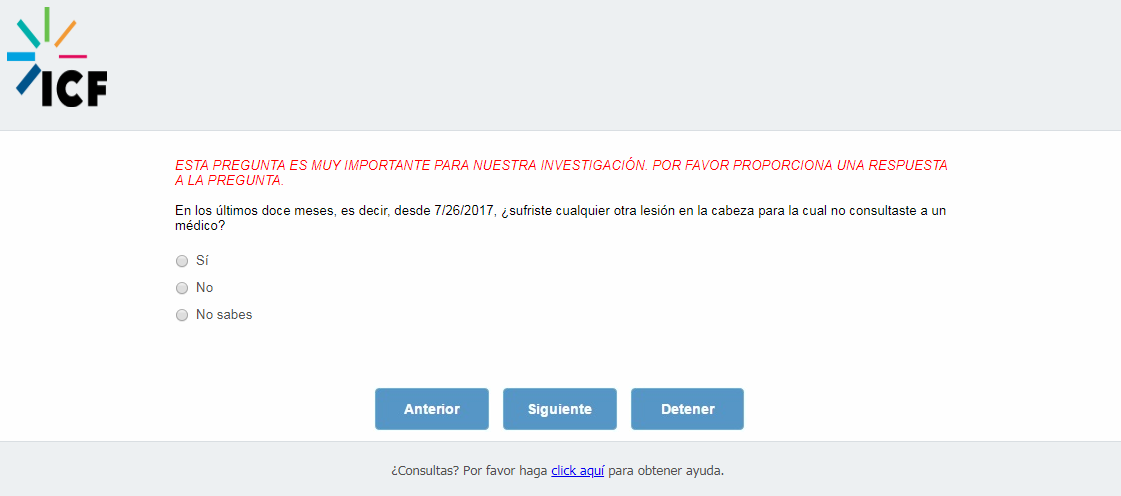 ICF
ESTA PREGUNTA ES MUY IMPORTANTE PARA NUESTRA INVESTIGACIÓN. POR FAVOR PROPORCIONA UNA RESPUESTA
A LA PREGUNTA.
En los últimos doce meses, es decir, desde 7/26/2017, ¿sufriste cualquier otra lesión en la cabeza para la cual no consultaste a un
médico?
Sí
No
No sabes
Anterior Siguiente Detener
¿Consultas? Por favor haga click aquí para obtener ayuda.